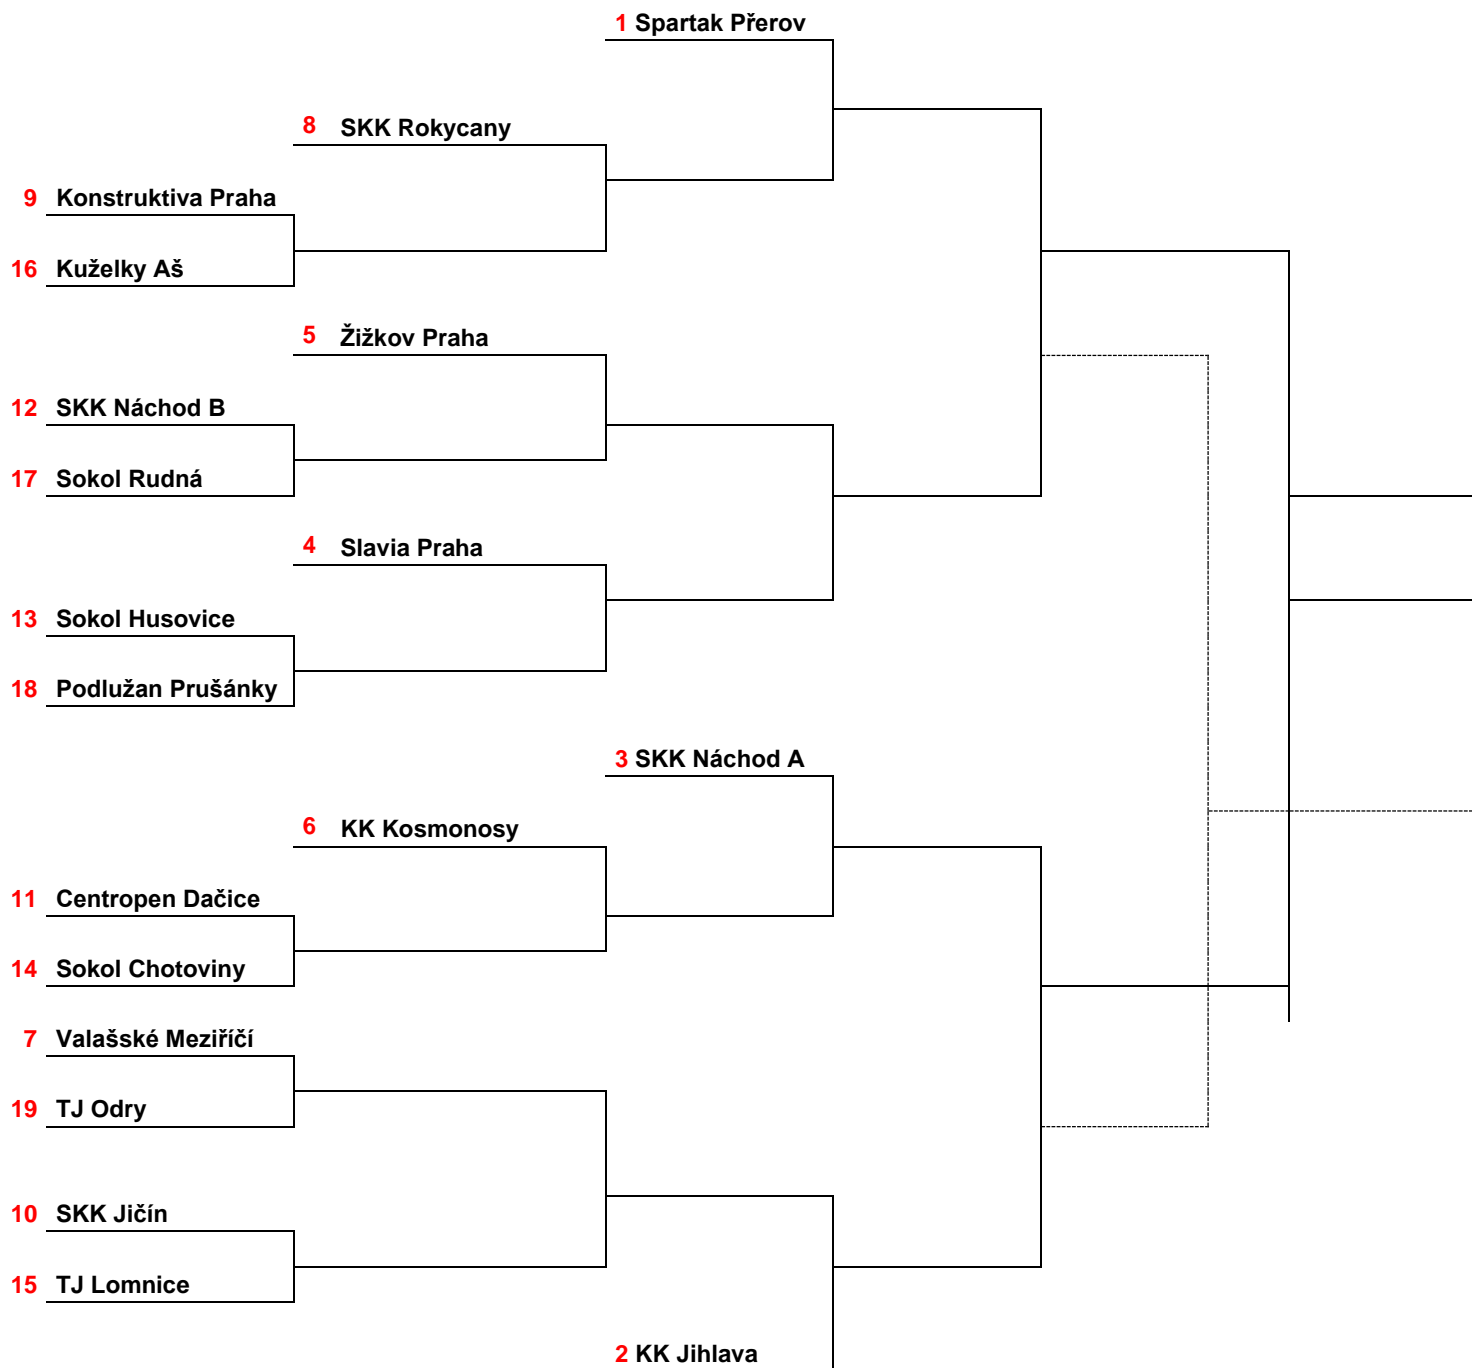 1 Spartak Přerov
8 SKK Rokycany
9 Konstruktiva Praha
16 Kuželky Aš
5 Žižkov Praha
12 SKK Náchod B
17 Sokol Rudná
4 Slavia Praha
13 Sokol Husovice
18 Podlužan Prušánky
3 SKK Náchod A
6 KK Kosmonosy
11 Centropen Dačice
14 Sokol Chotoviny
7 Valašské Meziříčí
19 TJ Odry
10 SKK Jičín
15 TJ Lomnice
2 KK Jihlava